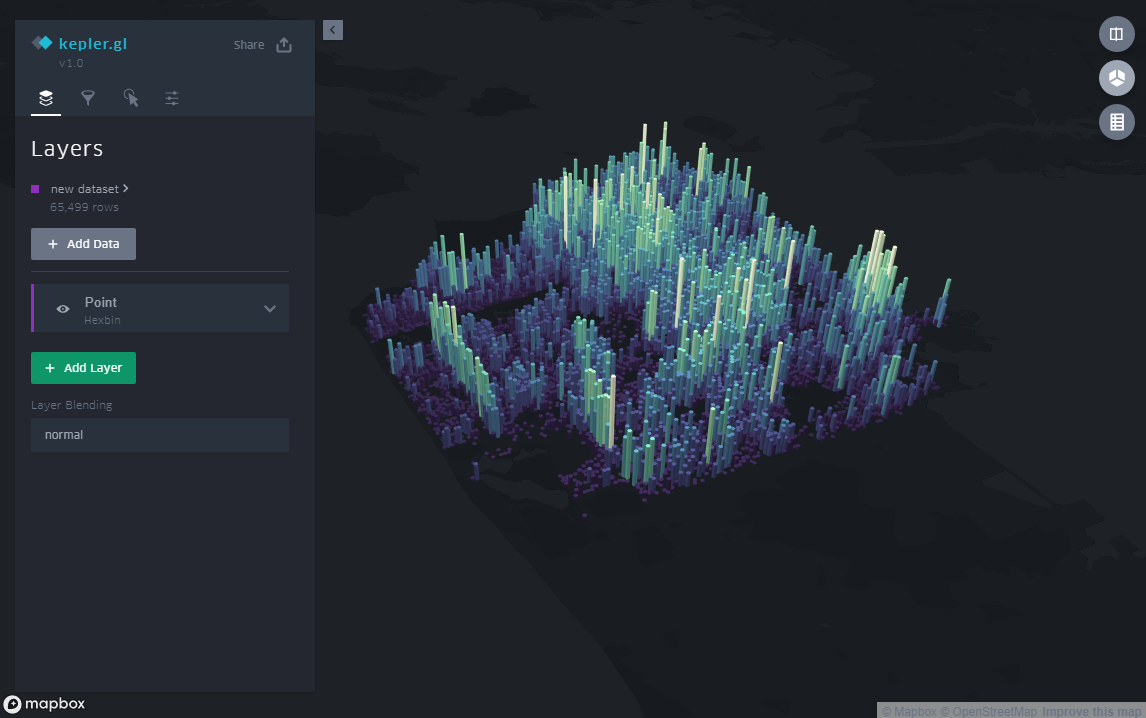 kepler.gl
v1.0
Share
Layers
new dataset
65,499 rows
+ Add Data
Point
Hexbin
+ Add Layer
Layer Blending
normal
mapbox
© Mapbox © OpenStreetMap Improve this map